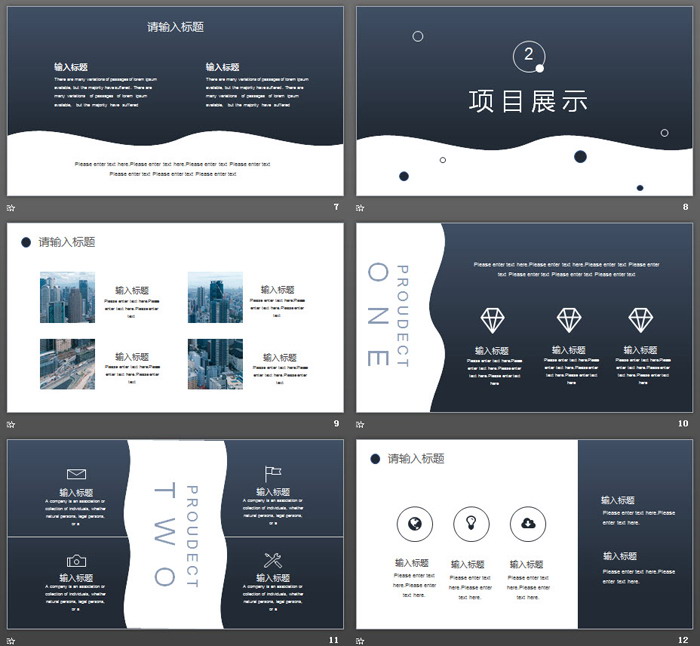 请输入标题
输入标题
There are many variations of passages of lorem ipsum
available, but the majority have suffered. There are
many variations of passages of lorem ipsum
available, but the majority have suffered
输入标题
There are many variations of passages of lorem ipsum
available, but the majority have suffered. There are
many variations of passages of lorem ipsum
available, but the majority have suffered
Please enter text here.Please enter text here.Please enter text Please enter text
Please enter text Please enter text Please enter text
7
2
项目展示
8
请输入标题
输入标题
Please enter text here.Please
enter text here.Please enter
text
输入标题
Please enter text here.Please
enter text here.Please enter
text
输入标题
Please enter text here.Please
enter text here.Please enter
text
输入标题
Please enter text here.Please
enter text here.Please enter
text
9
PROUDECT
ONE
Please enter text here.Please enter text here.Please enter text Please enter
text Please enter text Please enter text Please enter text
输入标题
Please enter text here.Please
enter text here.Please enter
text here.Please enter text
here
输入标题
Please enter text here.Please
enter text here.Please enter
text here.Please enter text
here
输入标题
Please enter text here.Please
enter text here.Please enter
text here.Please enter text
here
10
输入标题
A company is an association or
collection of individuals, whether
natural persons, legal persons,
or a
输入标题
A company is an association or
collection of individuals, whether
natural persons, legal persons,
or a
PROUDECT
TWO
输入标题
A company is an association or
collection of individuals, whether
natural persons, legal persons,
or a
输入标题
A company is an association or
collection of individuals, whether
natural persons, legal persons,
or a
11
请输入标题
输入标题
Please enter text
here.Please enter
text here.
输入标题
Please enter text
here.Please enter
text here.
输入标题
Please enter text
here.Please enter
text here.
输入标题
Please enter text here.Please
enter text here.
输入标题
Please enter text here.Please
enter text here.
12